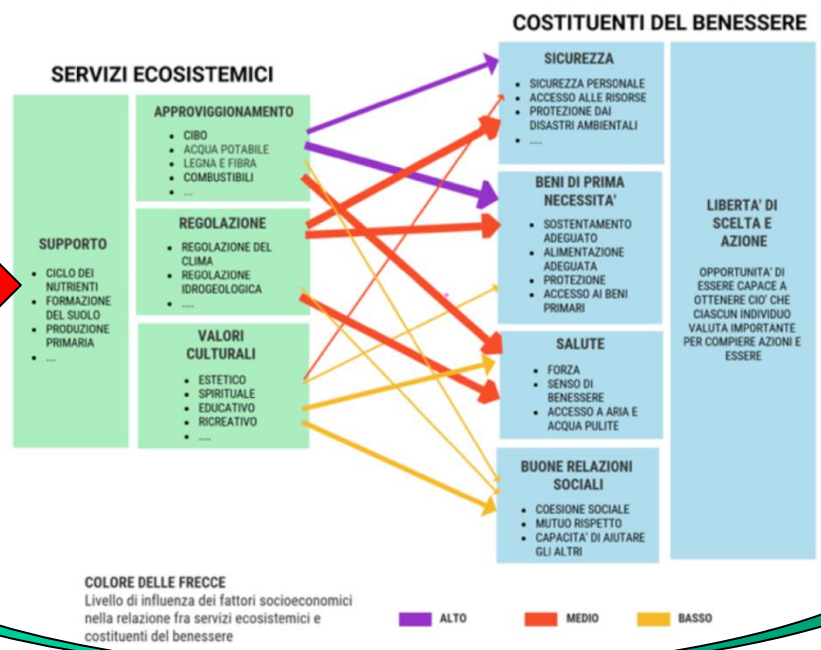 COSTITUENTI DEL BENESSERE
SERVIZI ECOSISTEMICI
SUPPORTO
• CICLO DEI
NUTRIENTI
• FORMAZIONE
DEL SUOLO
• PRODUZIONE
PRIMARIA
• ...
APPROVIGGIONAMENTO
• CIBO
• ACQUA POTABILE
• LEGNA E FIBRA
• COMBUSTIBILI
• ...
REGOLAZIONE
• REGOLAZIONE DEL
CLIMA
• REGOLAZIONE
IDROGEOLOGICA
• ....
VALORI
CULTURALI
• ESTETICO
• SPIRITUALE
• EDUCATIVO
• RICREATIVO
• ....
SICUREZZA
• SICUREZZA PERSONALE
• ACCESSO ALLE RISORSE
• PROTEZIONE DAI
DISASTRI AMBIENTALI
• ....
BENI DI PRIMA
NECESSITA'
• SOSTENTAMENTO
ADEGUATO
• ALIMENTAZIONE
ADEGUATA
• PROTEZIONE
• ACCESSO AI BENI
PRIMARI
SALUTE
• FORZA
• SENSO DI
BENESSERE
• ACCESSO A ARIA E
ACQUA PULITE
BUONE RELAZIONI
SOCIALI
• COESIONE SOCIALE
• MUTUO RISPETTO
• CAPACITA' DI AIUTARE
GLI ALTRI
LIBERTA' DI
SCELTA E
AZIONE
OPPORTUNITA' DI
ESSERE CAPACE A
OTTENERE CIO' CHE
CIASCUN INDIVIDUO
VALUTA IMPORTANTE
PER COMPIERE AZIONI E
ESSERE
COLORE DELLE FRECCE
Livello di influenza dei fattori socioeconomici
nella relazione fra servizi ecosistemici e
costituenti del benessere
ALTO
MEDIO
BASSO